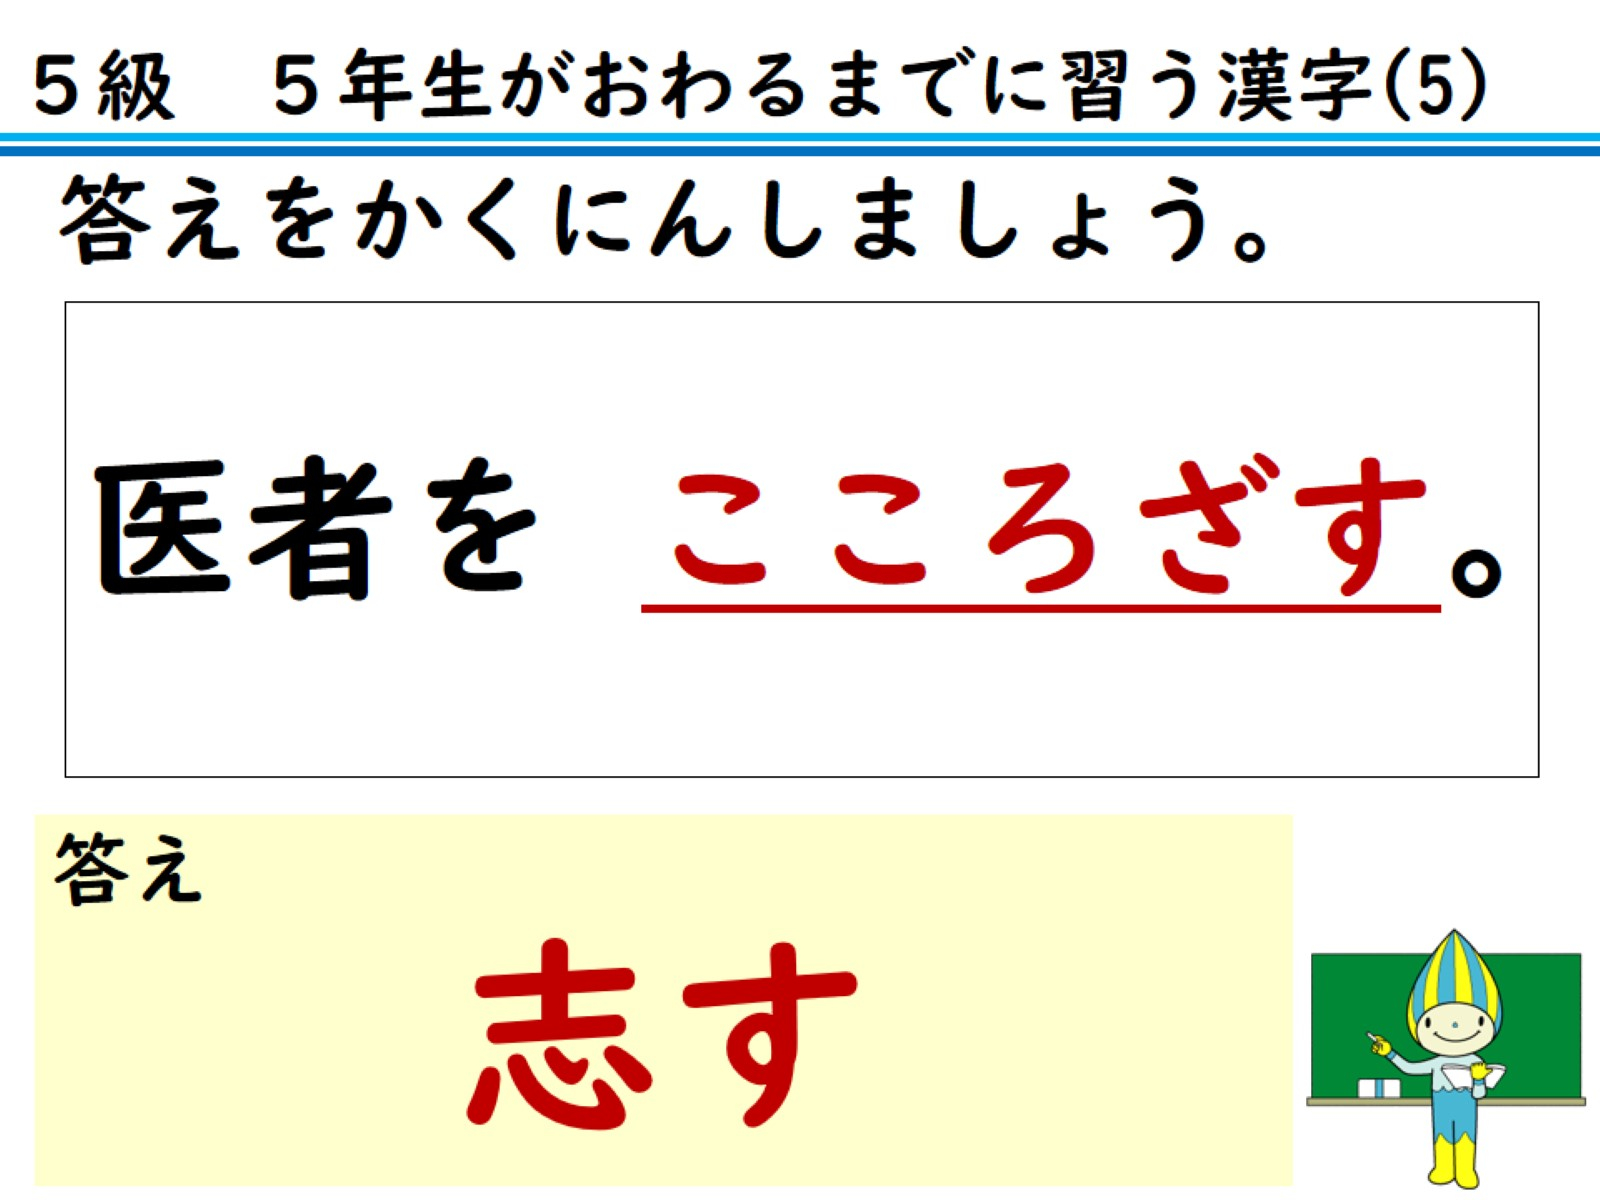 ５級　５年生がおわるまでに習う漢字(5)
答えをかくにんしましょう。
医者を　こころざす。
答え
志す